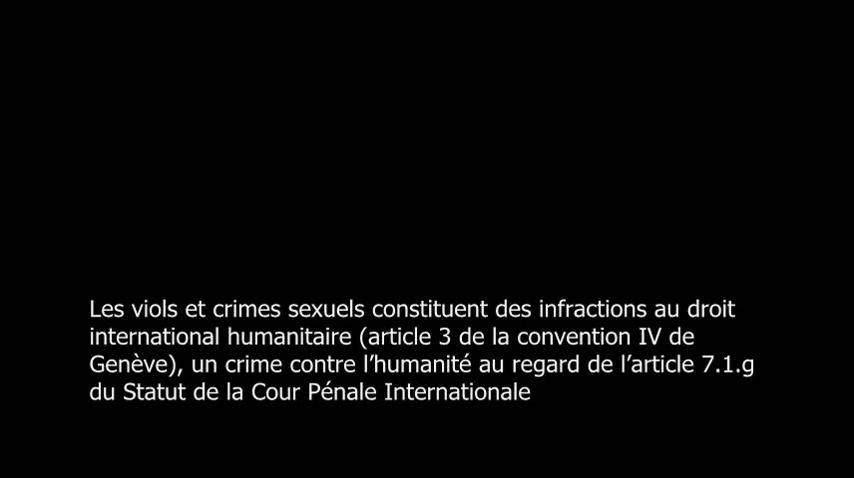 Les viols et crimes sexuels constituent des infractions au droit
international humanitaire (article 3 de la convention IV de
Genève), un crime contre l’humanité au regard de l’article 7.1.g
du Statut de la Cour Pénale Internationale